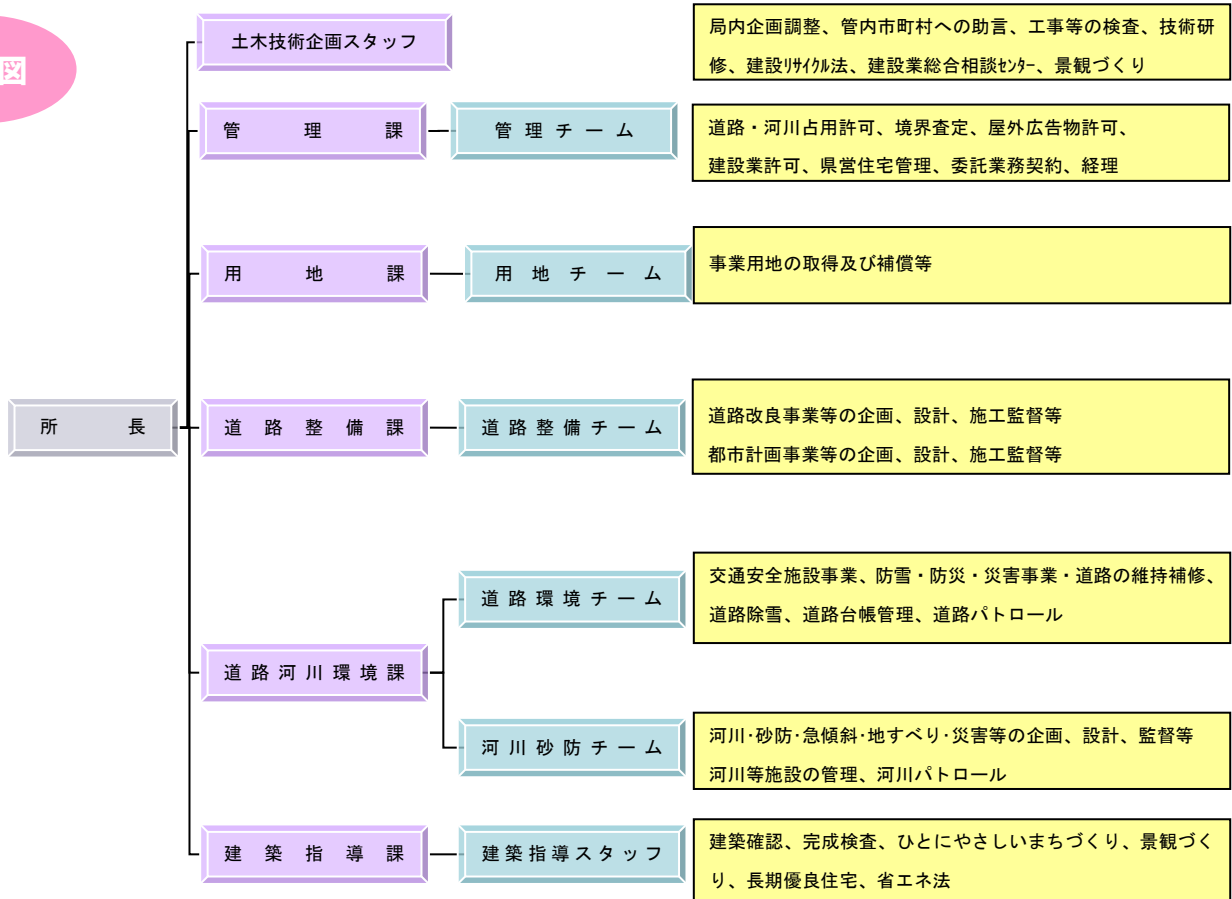 図
土木技術企画スタッフ
局内企画調整、管内市町村への助言、工事等の検査、技術研
修、建設ﾘｻｲｸﾙ法、建設業総合相談ｾﾝﾀｰ、景観づくり
管理課
管理チーム
道路・河川占用許可、境界査定、屋外広告物許可、
建設業許可、県営住宅管理、委託業務契約、経理
用地課
用地チーム
事業用地の取得及び補償等
所長
道路整備課
道路整備チーム
道路改良事業等の企画、設計、施工監督等
都市計画事業等の企画、設計、施工監督等
道路河川環境課
道路環境チーム
交通安全施設事業、防雪・防災・災害事業・道路の維持補修、
道路除雪、道路台帳管理、道路パトロール
河川砂防チーム
河川･砂防･急傾斜･地すべり･災害等の企画、設計、監督等
河川等施設の管理、河川パトロール
建築指導課
建築指導スタッフ
建築確認、完成検査、ひとにやさしいまちづくり、景観づく
り、長期優良住宅、省エネ法